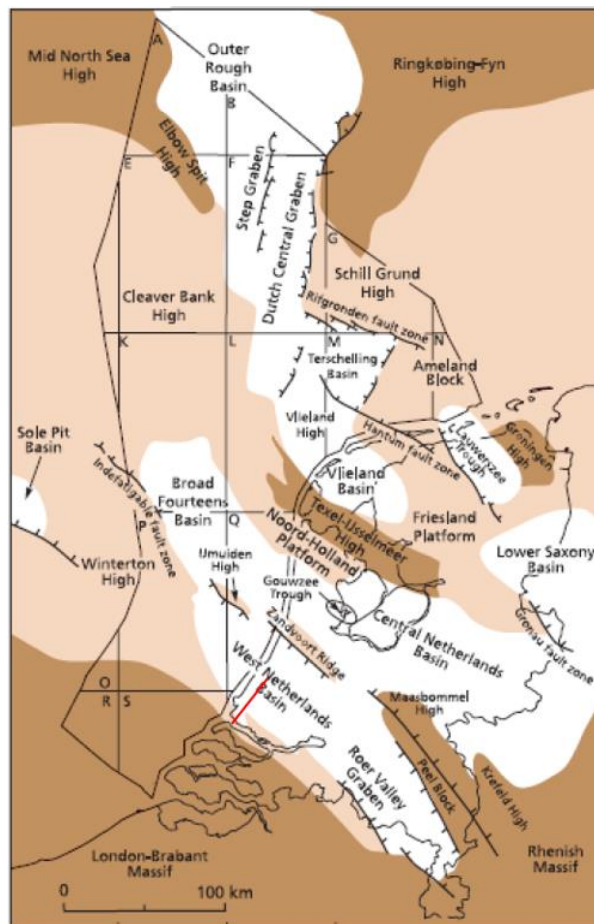 A
Mid North Sea
High
Outer
Rough
Basin
B
Ringkøbing-Fyn
High
Elbow Spit
High
E
F
Step Graben
Dutch Central Graben
G
Schill Grund
High
Cleaver Bank
High
Rifgronden fault zone
K
L
M
N
Terschelling
Basin
Ameland
Block
Vlieland
High
Hantum fault zone
Lauwerszee
Trough
Groningen
High
Sole Pit
Basin
Indefatigable fault zone
Broad
Fourteens
Basin
P
Q
Vlieland
Basin
Texel-IJsselmeer
High
Friesland
Platform
Noord-Holland
Platform
Lower Saxony
Basin
Winterton
High
IJmuiden
High
Gouwzee
Trough
Central Netherlands
Basin
Gronau fault zone
Zandvoort Ridge
West Netherlands
Basin
O
R
S
Maasbommel
High
Roer Valley
Graben
Peel Block
Krefeld High
London-Brabant
Massif
Rhenish
Massif
0
100 km